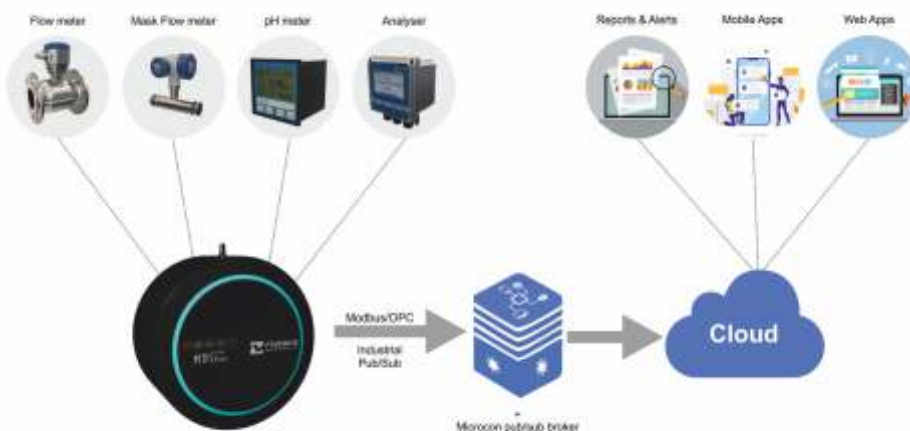 Flow meter
Mask Flow meter
pH meter
Analyser
Reports & Alerts
Mobile Apps
Web Apps
Modbus/OPC
Industrial
Pub/Sub
Cloud
Microcon pub/sub broker